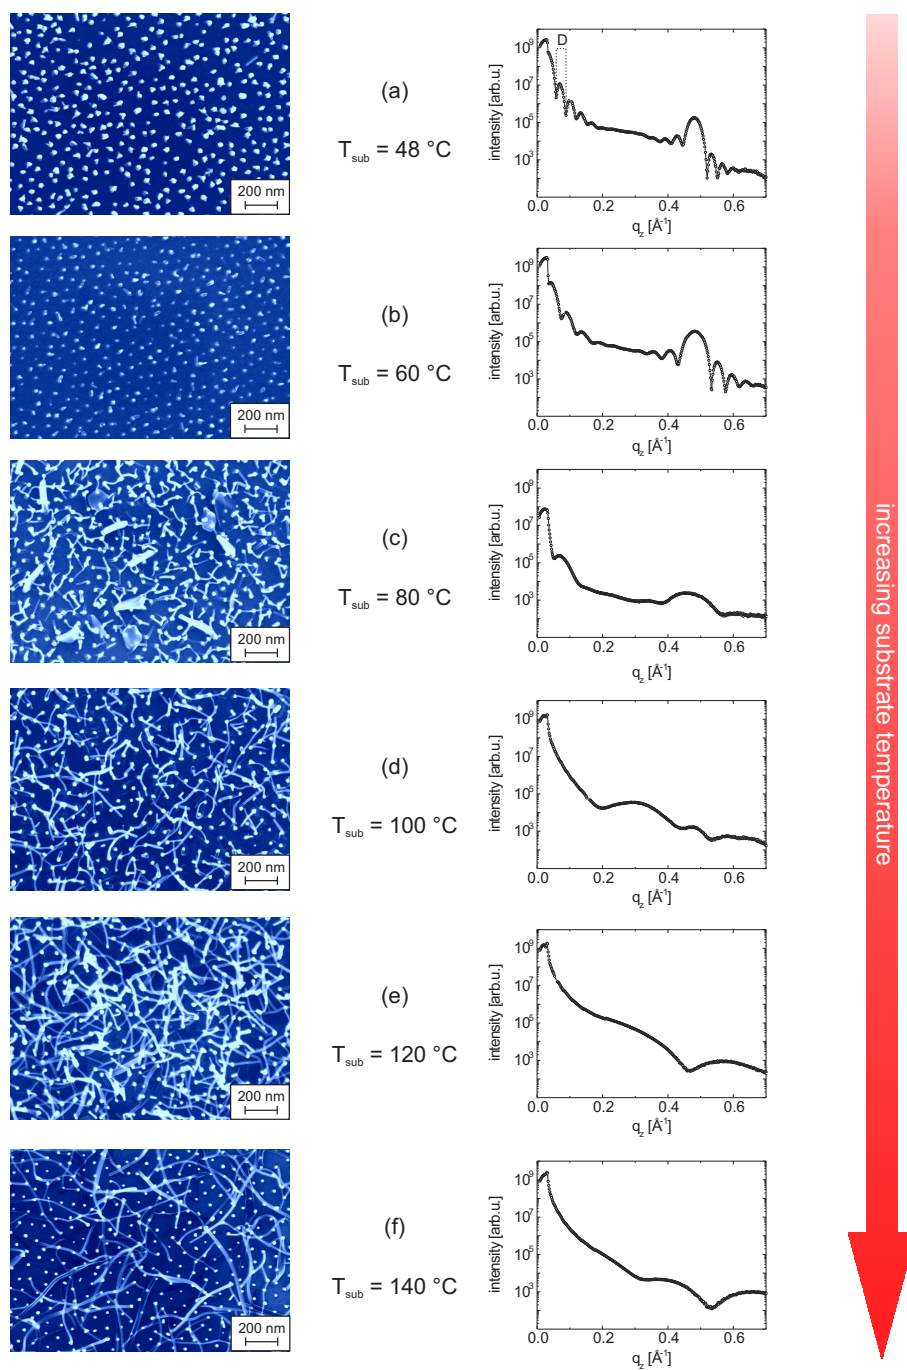 (a)
T_sub = 48 °C
200 nm
D
intensity [arb.u.]
10^9
10^7
10^5
10^3
0.0 0.2 0.4 0.6
q_z [Å^-1]
(b)
T_sub = 60 °C
200 nm
intensity [arb.u.]
10^9
10^7
10^5
10^3
0.0 0.2 0.4 0.6
q_z [Å^-1]
(c)
T_sub = 80 °C
200 nm
intensity [arb.u.]
10^9
10^7
10^5
10^3
0.0 0.2 0.4 0.6
q_z [Å^-1]
(d)
T_sub = 100 °C
200 nm
intensity [arb.u.]
10^9
10^7
10^5
10^3
0.0 0.2 0.4 0.6
q_z [Å^-1]
(e)
T_sub = 120 °C
200 nm
intensity [arb.u.]
10^9
10^7
10^5
10^3
0.0 0.2 0.4 0.6
q_z [Å^-1]
(f)
T_sub = 140 °C
200 nm
intensity [arb.u.]
10^9
10^7
10^5
10^3
0.0 0.2 0.4 0.6
q_z [Å^-1]
increasing substrate temperature